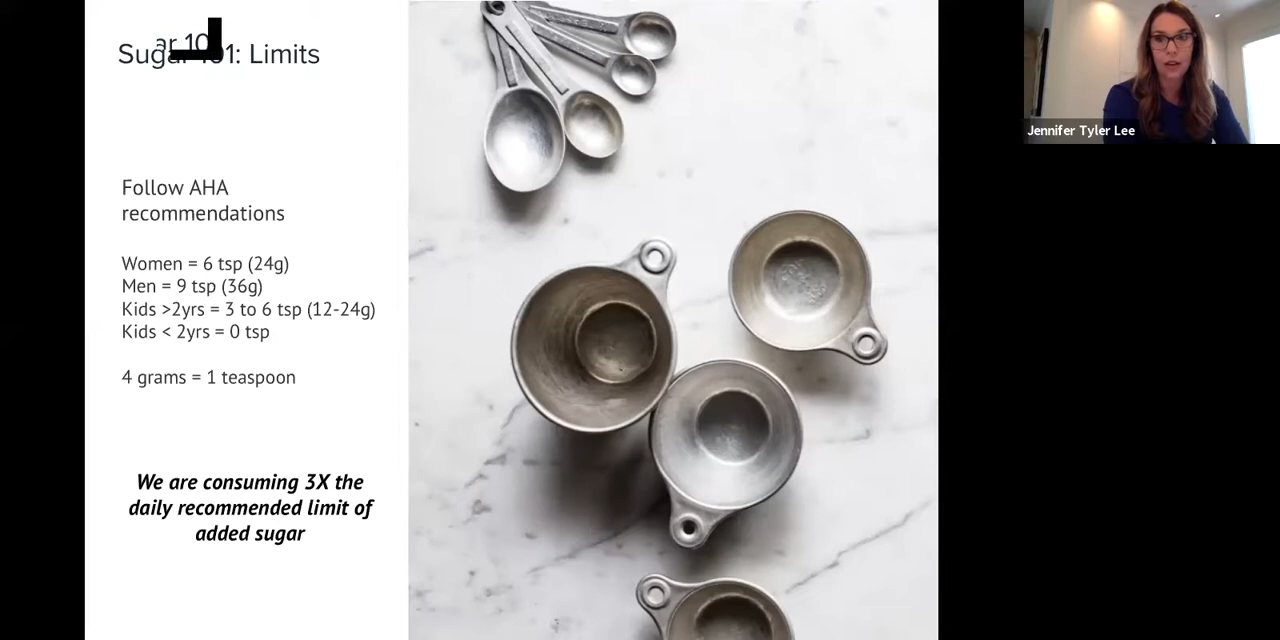 Sugar 101: Limits
Follow AHA
recommendations
Women = 6 tsp (24g)
Men = 9 tsp (36g)
Kids >2yrs = 3 to 6 tsp (12-24g)
Kids < 2yrs = 0 tsp
4 grams = 1 teaspoon
We are consuming 3X the
daily recommended limit of
added sugar
Jennifer Tyler Lee